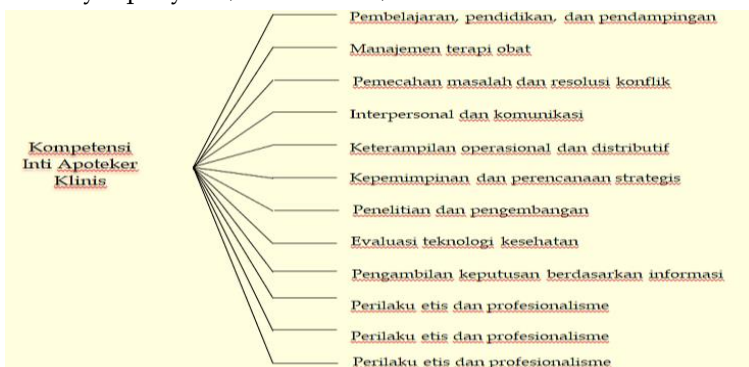 Pembelajaran, pendidikan, dan pendampingan
Manajemen terapi obat
Pemecahan masalah dan resolusi konflik
Interpersonal dan komunikasi
Keterampilan operasional dan distributif
Kompetensi
Inti Apoteker
Klinis
Kepemimpinan dan perencanaan strategis
Penelitian dan pengembangan
Evaluasi teknologi kesehatan
Pengambilan keputusan berdasarkan informasi
Perilaku etis dan profesionalisme
Perilaku etis dan profesionalisme
Perilaku etis dan profesionalisme